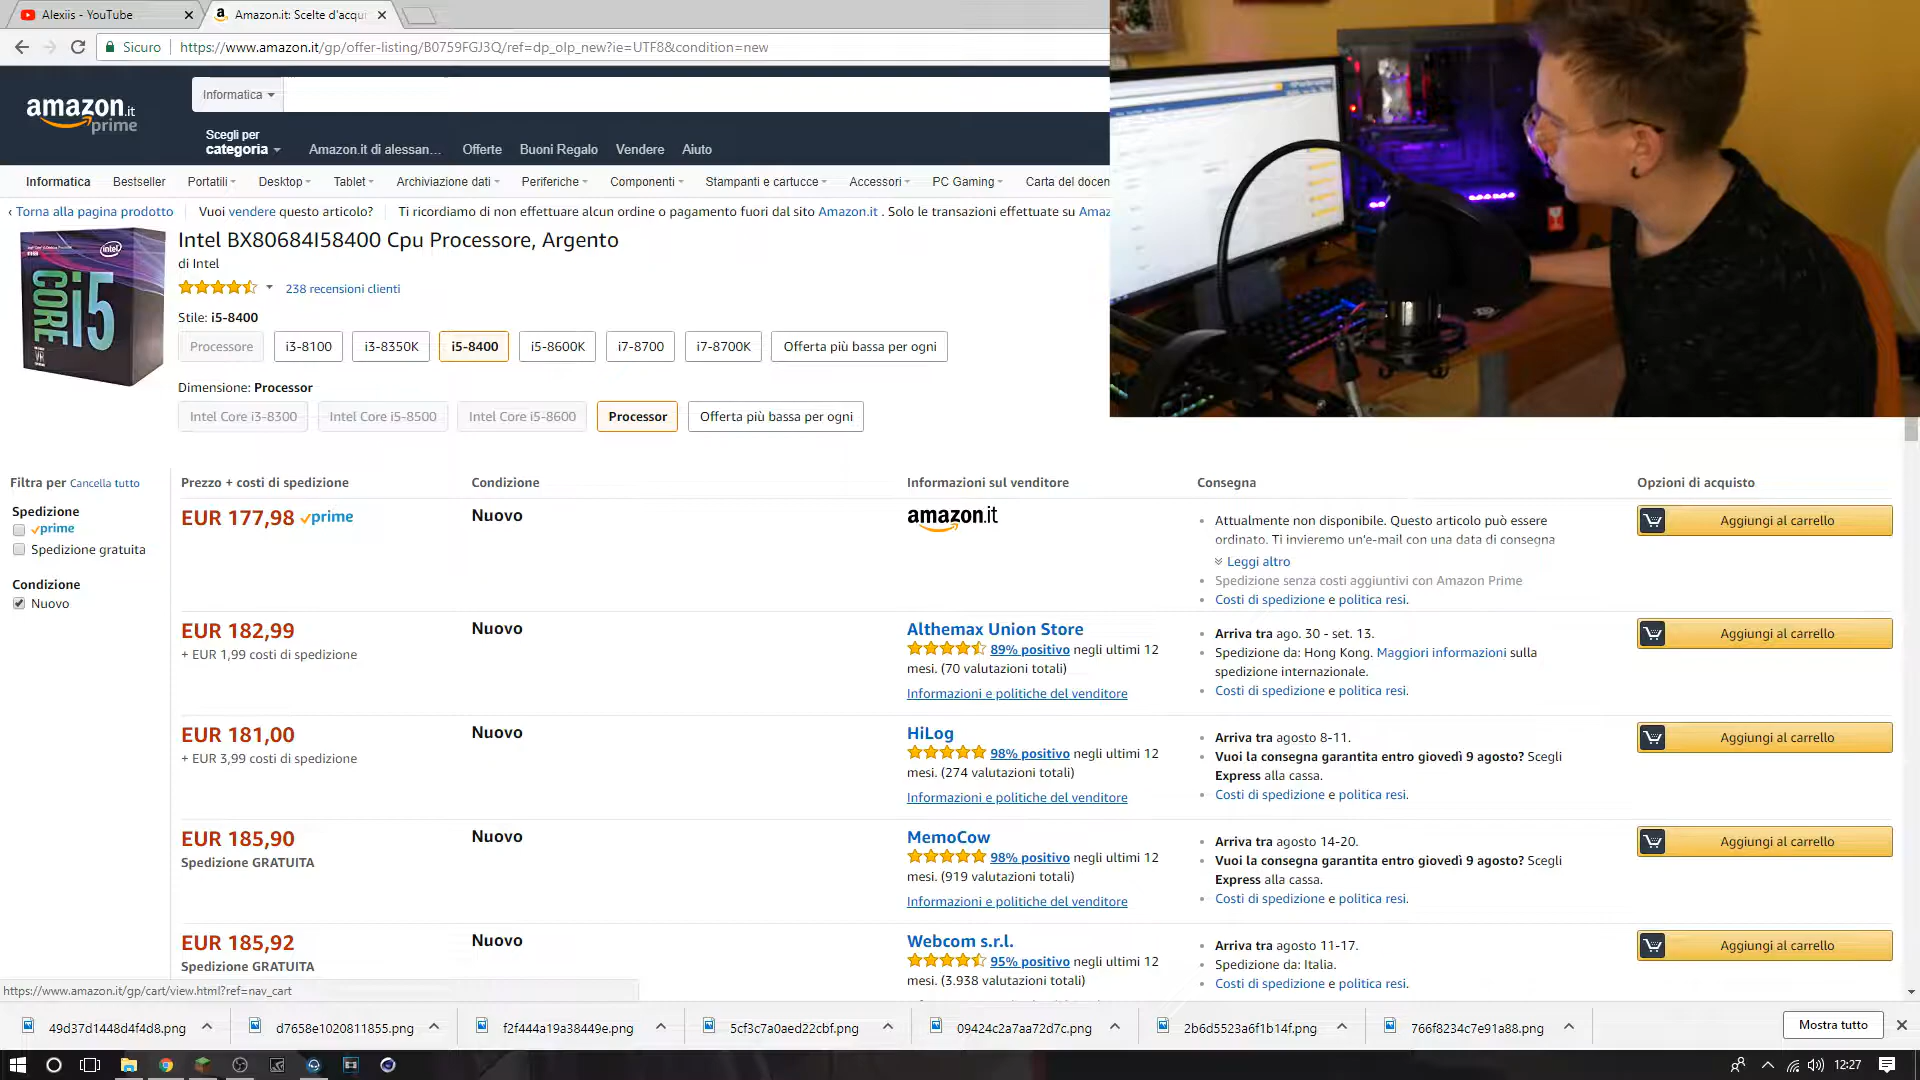 Alexiis - YouTube
Amazon.it: Scelte d'acqu
Sicuro
https://www.amazon.it/gp/offer-listing/B0759FGJ3Q/ref=dp_olp_new?ie=UTF8&condition=new
amazon.it
prime
Informatica
Scegli per
categoria
Amazon.it di alessan...
Offerte
Buoni Regalo
Vendere
Aiuto
Informatica
Bestseller
Portatili
Desktop
Tablet
Archiviazione dati
Periferiche
Componenti
Stampanti e cartucce
Accessori
PC Gaming
Carta del docen
‹ Torna alla pagina prodotto
Vuoi vendere questo articolo?
Ti ricordiamo di non effettuare alcun ordine o pagamento fuori dal sito Amazon.it . Solo le transazioni effettuate su Amaz
Intel BX80684I58400 Cpu Processore, Argento
di Intel
238 recensioni clienti
intel
CORE i5
VR
Stile: i5-8400
Processore
i3-8100
i3-8350K
i5-8400
i5-8600K
i7-8700
i7-8700K
Offerta più bassa per ogni
Dimensione: Processor
Intel Core i3-8300
Intel Core i5-8500
Intel Core i5-8600
Processor
Offerta più bassa per ogni
Filtra per Cancella tutto
Spedizione
prime
Spedizione gratuita
Condizione
Nuovo
Prezzo + costi di spedizione
Condizione
Informazioni sul venditore
Consegna
Opzioni di acquisto
EUR 177,98 prime
Nuovo
amazon.it
Attualmente non disponibile. Questo articolo può essere
ordinato. Ti invieremo un'e-mail con una data di consegna
Leggi altro
Spedizione senza costi aggiuntivi con Amazon Prime
Costi di spedizione e politica resi.
Aggiungi al carrello
EUR 182,99
+ EUR 1,99 costi di spedizione
Nuovo
Althemax Union Store
89% positivo negli ultimi 12
mesi. (70 valutazioni totali)
Informazioni e politiche del venditore
Arriva tra ago. 30 - set. 13.
Spedizione da: Hong Kong. Maggiori informazioni sulla
spedizione internazionale.
Costi di spedizione e politica resi.
Aggiungi al carrello
EUR 181,00
+ EUR 3,99 costi di spedizione
Nuovo
HiLog
98% positivo negli ultimi 12
mesi. (274 valutazioni totali)
Informazioni e politiche del venditore
Arriva tra agosto 8-11.
Vuoi la consegna garantita entro giovedì 9 agosto? Scegli
Express alla cassa.
Costi di spedizione e politica resi.
Aggiungi al carrello
EUR 185,90
Spedizione GRATUITA
Nuovo
MemoCow
98% positivo negli ultimi 12
mesi. (919 valutazioni totali)
Informazioni e politiche del venditore
Arriva tra agosto 14-20.
Vuoi la consegna garantita entro giovedì 9 agosto? Scegli
Express alla cassa.
Costi di spedizione e politica resi.
Aggiungi al carrello
EUR 185,92
Spedizione GRATUITA
Nuovo
Webcom s.r.l.
95% positivo negli ultimi 12
mesi. (3.938 valutazioni totali)
Arriva tra agosto 11-17.
Spedizione da: Italia.
Costi di spedizione e politica resi.
Aggiungi al carrello
https://www.amazon.it/gp/cart/view.html?ref=nav_cart
49d37d1448d4f4d8.png
d7658e1020811855.png
f2f444a19a38449e.png
5cf3c7a0aed22cbf.png
09424c2a7aa72d7c.png
2b6d5523a6f1b14f.png
766f8234c7e91a88.png
Mostra tutto
12:27